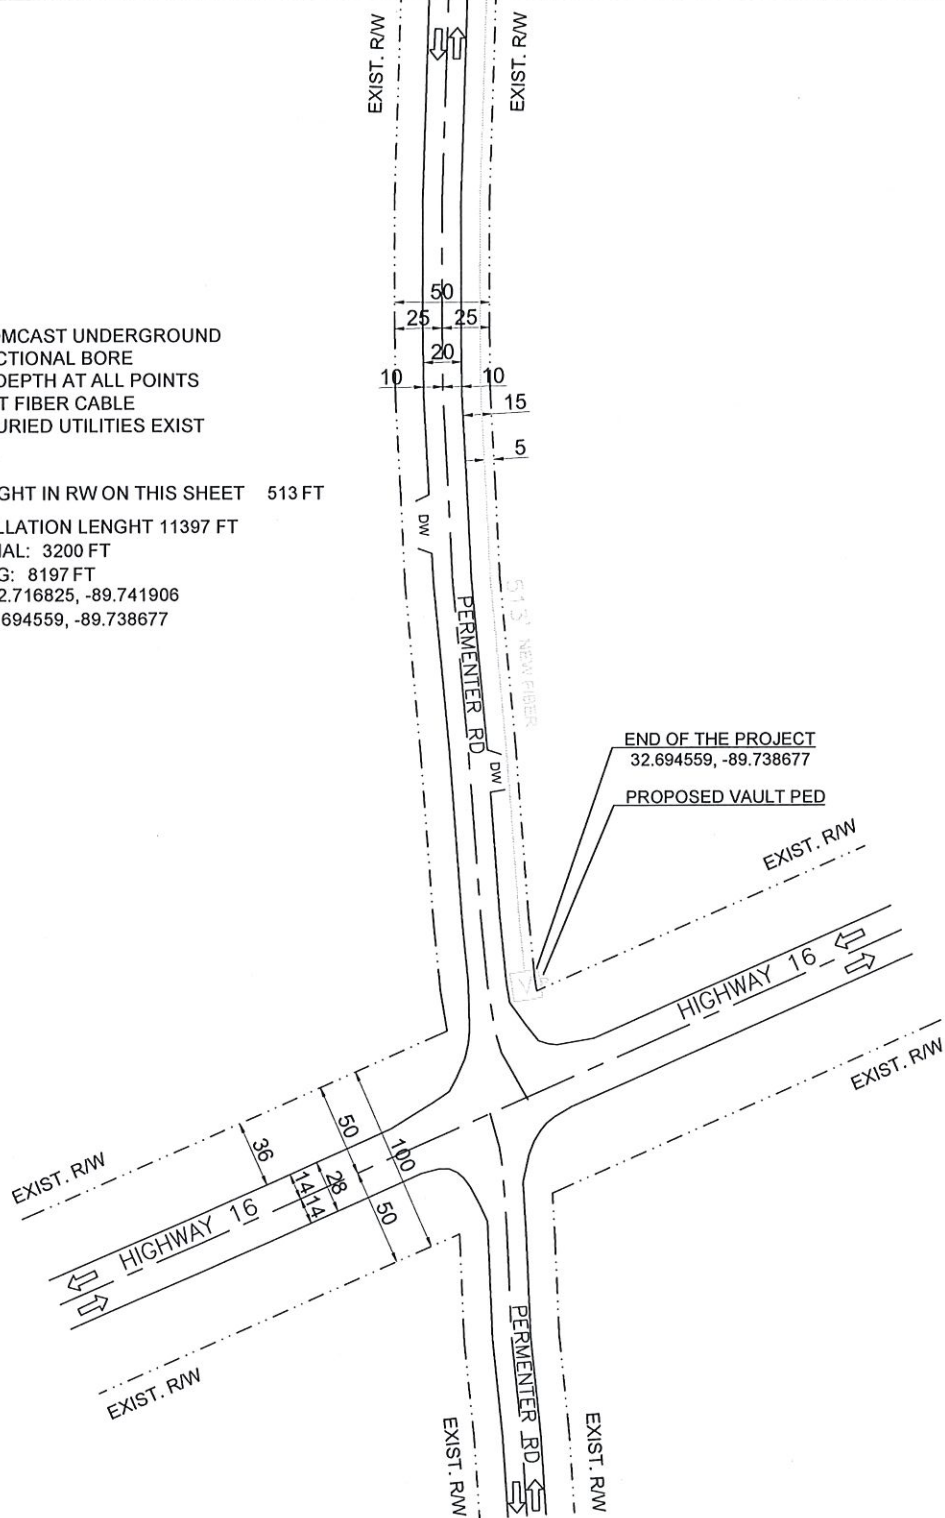 EXIST. R/W
EXIST. R/W
50
25 25
20
10 10
15
5
OMCAST UNDERGROUND
CTIONAL BORE
DEPTH AT ALL POINTS
T FIBER CABLE
URIED UTILITIES EXIST
GHT IN RW ON THIS SHEET 513 FT
LLATION LENGHT 11397 FT
IAL: 3200 FT
G: 8197 FT
2.716825, -89.741906
694559, -89.738677
DW
PERMENTER RD
513' NEW FIBER
DW
END OF THE PROJECT
32.694559, -89.738677
PROPOSED VAULT PED
EXIST. R/W
HIGHWAY 16
EXIST. R/W
EXIST. R/W
36
50
100
14
28
14
50
HIGHWAY 16
EXIST. R/W
PERMENTER RD
EXIST. R/W
EXIST. R/W